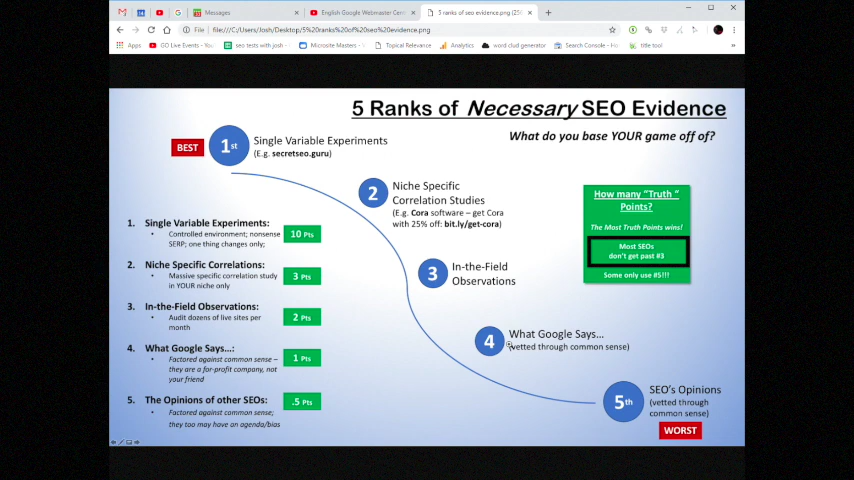 Messages
English Google Webmaster Cent
5 ranks of seo evidence.png (25%
File
file:///C:/Users/Josh/Desktop/5%20ranks%20of%20seo%20evidence.png
Apps
GO Live Events - You
seo tests with josh
Microsite Masters -
Topical Relevance
Analytics
word clud generator
Search Console - Ho
title tool
5 Ranks of Necessary SEO Evidence
What do you base YOUR game off of?
BEST
1st
Single Variable Experiments
(E.g. secretseo.guru)
2
Niche Specific
Correlation Studies
(E.g. Cora software – get Cora
with 25% off: bit.ly/get-cora)
3
In-the-Field
Observations
4
What Google Says...
(vetted through common sense)
5th
SEO's Opinions
(vetted through
common sense)
WORST
How many "Truth "
Points?
The Most Truth Points wins!
Most SEOs
don't get past #3
Some only use #5!!!
1. Single Variable Experiments:
• Controlled environment; nonsense
SERP; one thing changes only;
10 Pts
2. Niche Specific Correlations:
• Massive specific correlation study
in YOUR niche only
3 Pts
3. In-the-Field Observations:
• Audit dozens of live sites per
month
2 Pts
4. What Google Says...:
• Factored against common sense –
they are a for-profit company, not
your friend
1 Pts
5. The Opinions of other SEOs:
• Factored against common sense;
they too may have an agenda/bias
.5 Pts